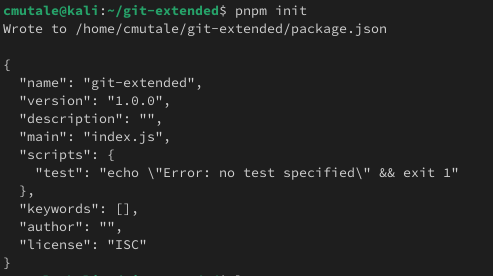 cmutale@kali:~/git-extended$ pnpm init
Wrote to /home/cmutale/git-extended/package.json
{
"name": "git-extended",
"version": "1.0.0",
"description": "",
"main": "index.js",
"scripts": {
"test": "echo \"Error: no test specified\" && exit 1"
},
"keywords": [],
"author": "",
"license": "ISC"
}